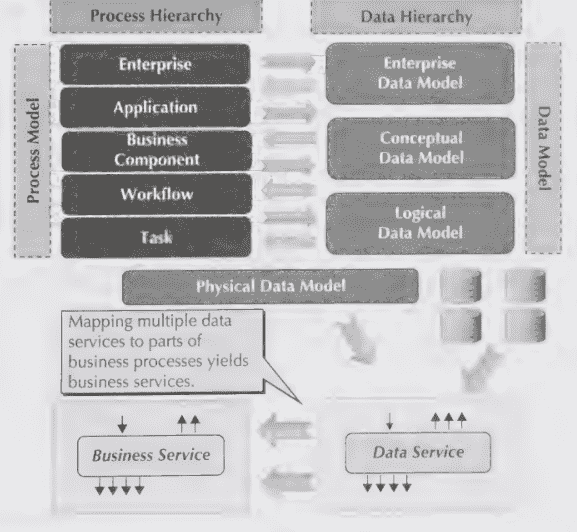 Process Hierarchy
Data Hierarchy
Process Model
Enterprise
Application
Business
Component
Workflow
Task
Enterprise
Data Model
Conceptual
Data Model
Logical
Data Model
Data Model
Physical Data Model
Mapping multiple data
services to parts of
business processes yields
business services.
Business Service
Data Service